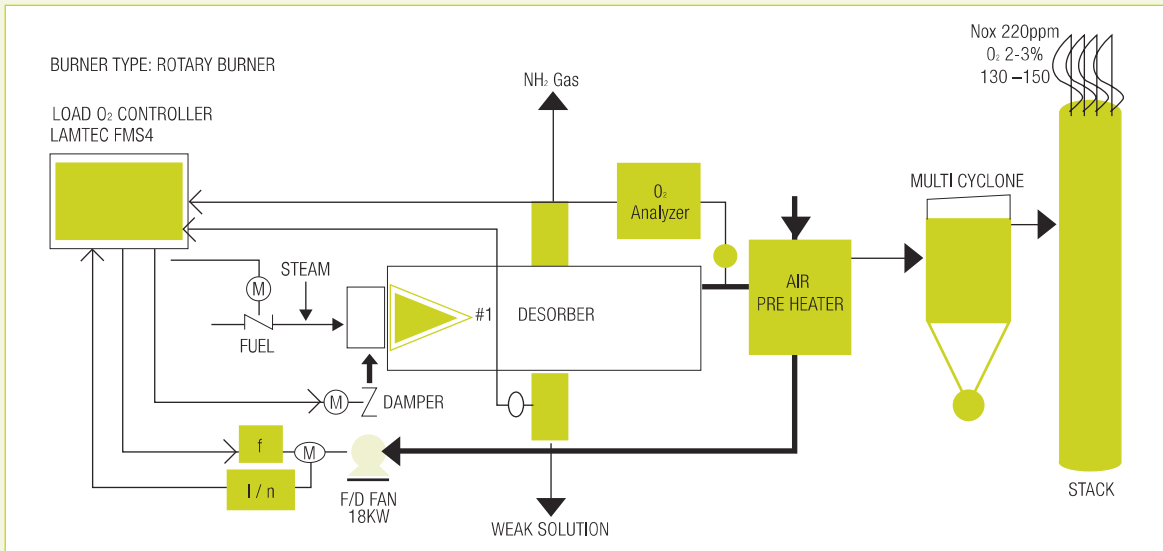 Nox 220ppm
O₂ 2-3%
130 –150
BURNER TYPE: ROTARY BURNER
NH₂ Gas
LOAD O₂ CONTROLLER
LAMTEC FMS4
O₂
Analyzer
MULTI CYCLONE
STEAM
M
#1
DESORBER
AIR
PRE HEATER
FUEL
M
DAMPER
f
M
I / n
F/D FAN
18KW
WEAK SOLUTION
STACK